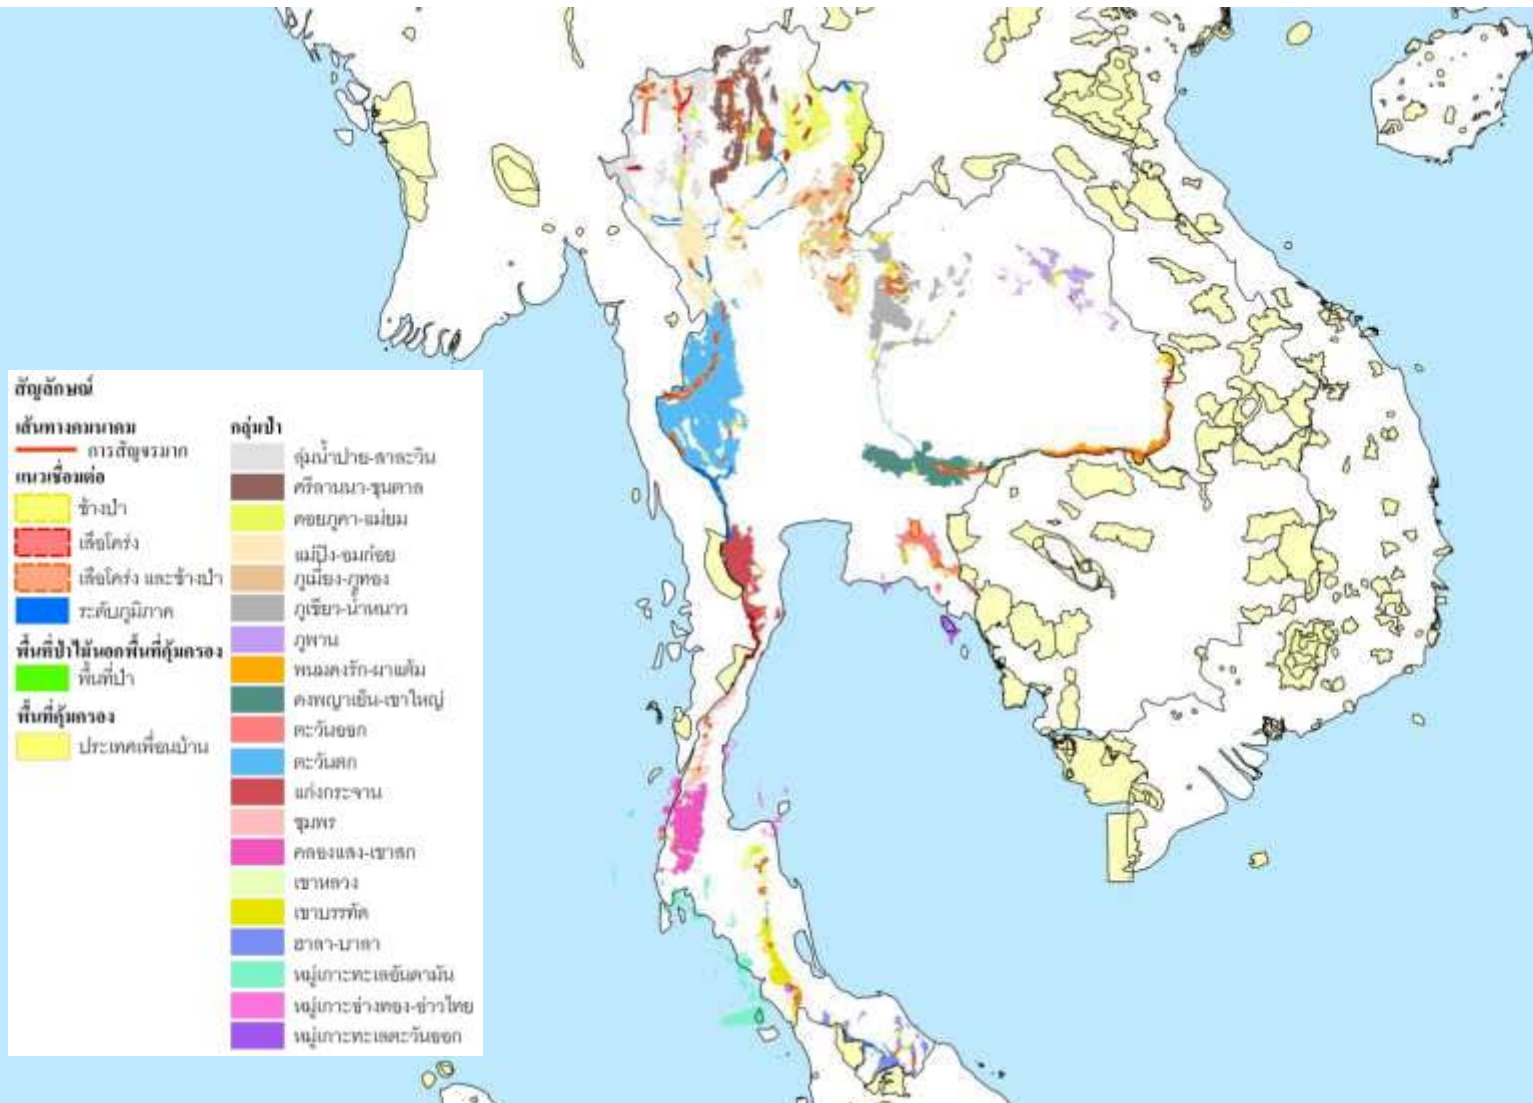 สัญลักษณ์
เส้นทางคมนาคม
การสัญจรมาก
แนวเชื่อมต่อ
ช้างป่า
เสือโคร่ง
เสือโคร่ง และช้างป่า
ระดับภูมิภาค
พื้นที่ป่าไม้นอกพื้นที่คุ้มครอง
พื้นที่ป่า
พื้นที่คุ้มครอง
ประเทศเพื่อนบ้าน
กลุ่มป่า
ลุ่มน้ำปาย-สาละวิน
ศรีลานนา-ขุนตาล
ดอยภูคา-แม่ยม
แม่ปิง-อมก๋อย
ภูเมี่ยง-ภูทอง
ภูเขียว-น้ำหนาว
ภูพาน
พนมดงรัก-ผาแต้ม
ดงพญาเย็น-เขาใหญ่
ตะวันออก
ตะวันตก
แก่งกระจาน
ชุมพร
คลองแสง-เขาสก
เขาหลวง
เขาบรรทัด
ฮาลา-บาลา
หมู่เกาะทะเลอันดามัน
หมู่เกาะอ่างทอง-อ่าวไทย
หมู่เกาะทะเลตะวันออก